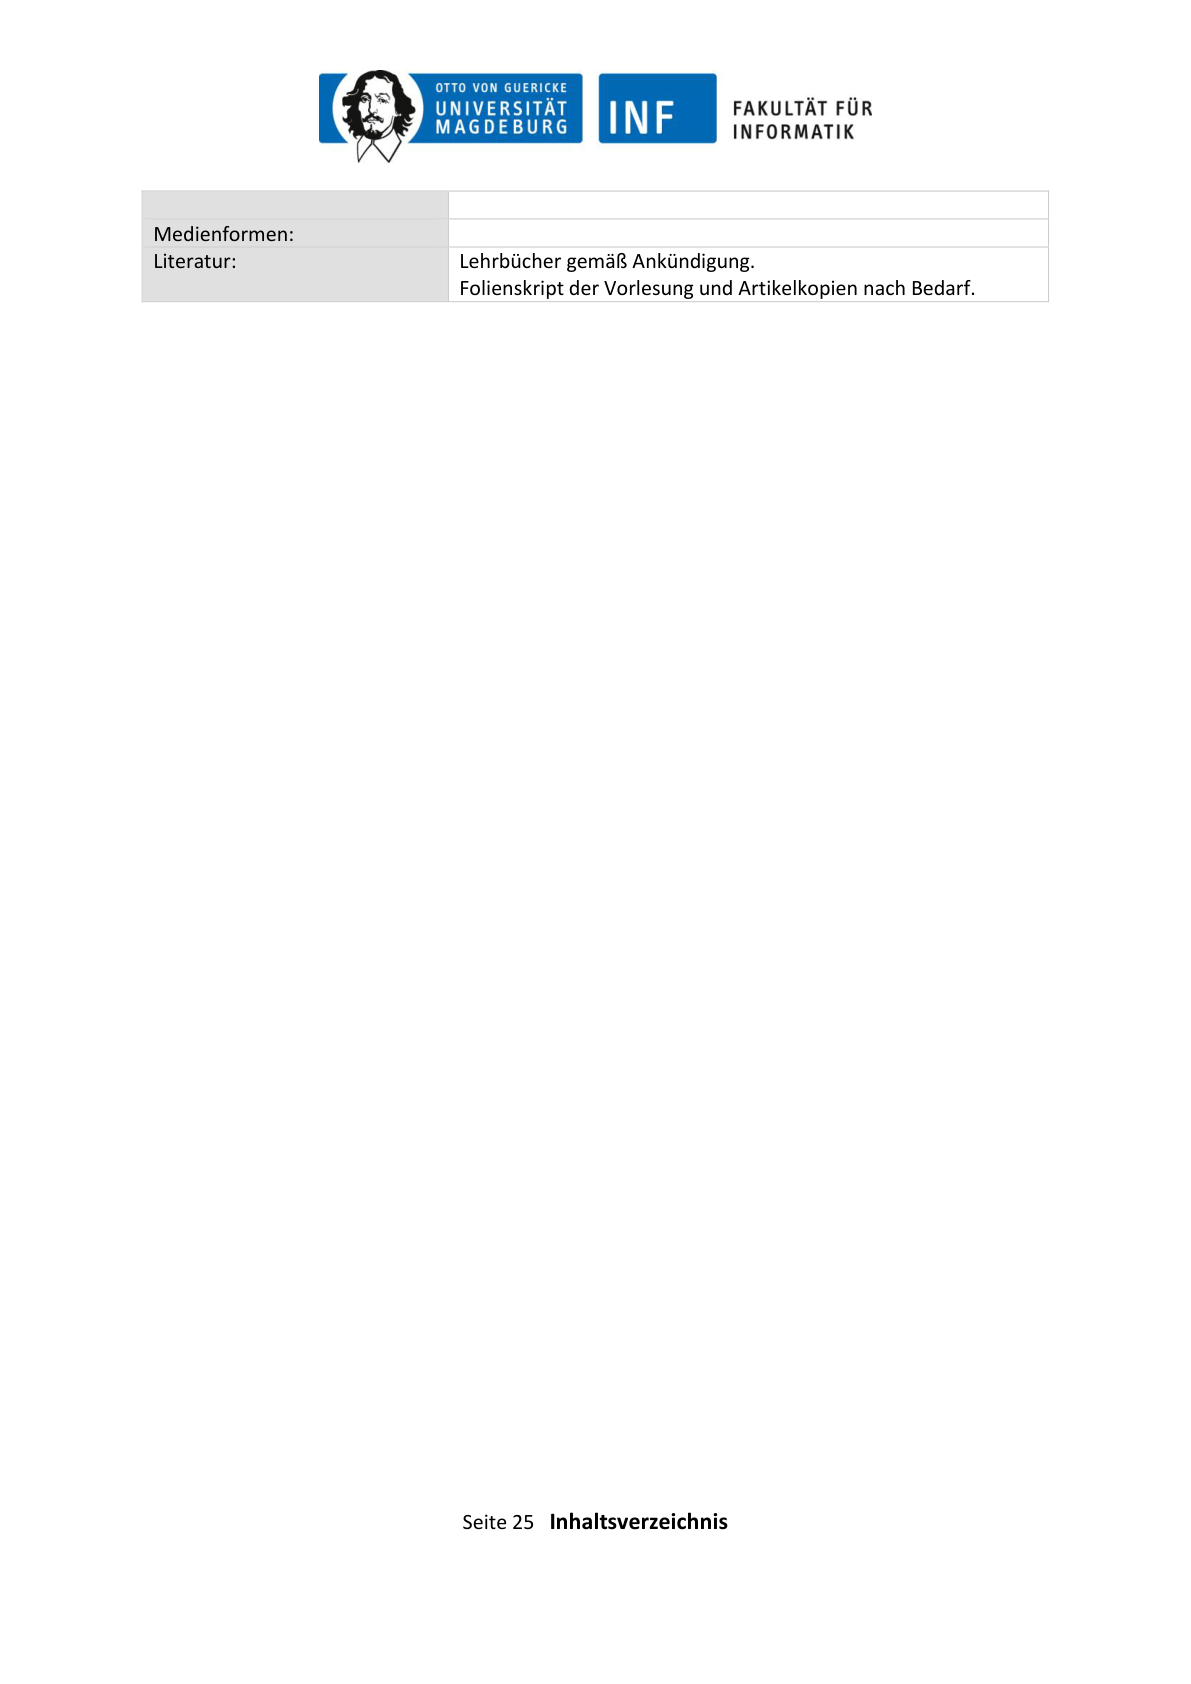 OTTO VON GUERICKE
UNIVERSITÄT
MAGDEBURG
INF
FAKULTÄT FÜR
INFORMATIK
Medienformen:
Literatur:
Lehrbücher gemäß Ankündigung.
Folienskript der Vorlesung und Artikelkopien nach Bedarf.
Seite 25 Inhaltsverzeichnis